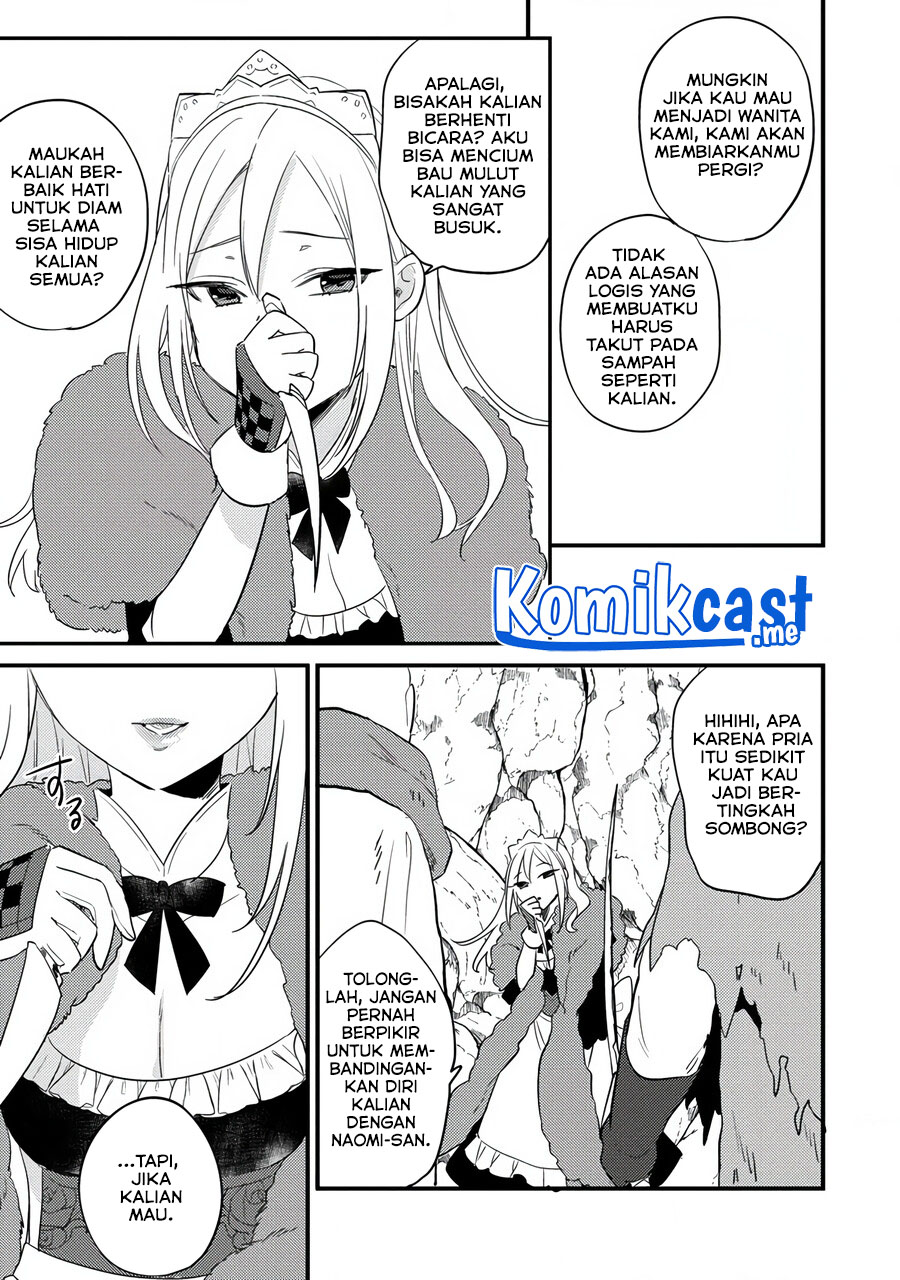 MUNGKIN
JIKA KAU MAU
MENJADI WANITA
KAMI, KAMI AKAN
MEMBIARKANMU
PERGI?
TIDAK
ADA ALASAN
LOGIS YANG
MEMBUATKU
HARUS
TAKUT PADA
SAMPAH
SEPERTI
KALIAN.
APALAGI,
BISAKAH KALIAN
BERHENTI
BICARA? AKU
BISA MENCIUM
BAU MULUT
KALIAN YANG
SANGAT
BUSUK.
MAUKAH
KALIAN BER-
BAIK HATI
UNTUK DIAM
SELAMA
SISA HIDUP
KALIAN
SEMUA?
Komikcast
.me
HIHIHI, APA
KARENA PRIA
ITU SEDIKIT
KUAT KAU
JADI BER-
TINGKAH
SOMBONG?
TOLONG-
LAH, JANGAN
PERNAH
BERPIKIR
UNTUK MEM-
BANDINGAN-
KAN DIRI
KALIAN
DENGAN
NAOMI-SAN.
する
...TAPI,
JIKA
KALIAN
MAU.